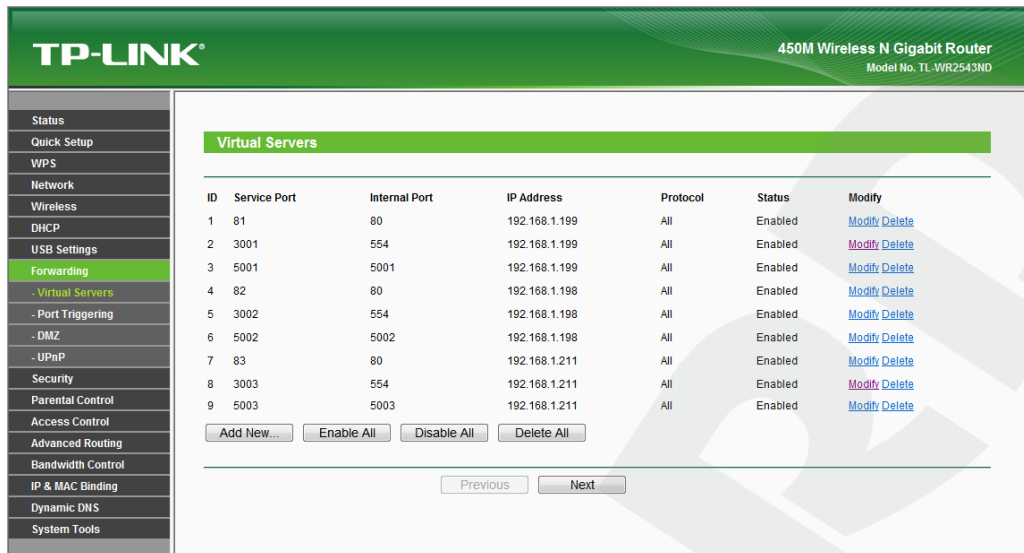 TP-LINK®
450M Wireless N Gigabit Router
Model No. TL-WR2543ND
Status
Quick Setup
WPS
Network
Wireless
DHCP
USB Settings
Forwarding
- Virtual Servers
- Port Triggering
- DMZ
- UPnP
Security
Parental Control
Access Control
Advanced Routing
Bandwidth Control
IP & MAC Binding
Dynamic DNS
System Tools
Virtual Servers
ID Service Port Internal Port IP Address Protocol Status Modify
1 81 80 192.168.1.199 All Enabled Modify Delete
2 3001 554 192.168.1.199 All Enabled Modify Delete
3 5001 5001 192.168.1.199 All Enabled Modify Delete
4 82 80 192.168.1.198 All Enabled Modify Delete
5 3002 554 192.168.1.198 All Enabled Modify Delete
6 5002 5002 192.168.1.198 All Enabled Modify Delete
7 83 80 192.168.1.211 All Enabled Modify Delete
8 3003 554 192.168.1.211 All Enabled Modify Delete
9 5003 5003 192.168.1.211 All Enabled Modify Delete
Add New... Enable All Disable All Delete All
Previous Next